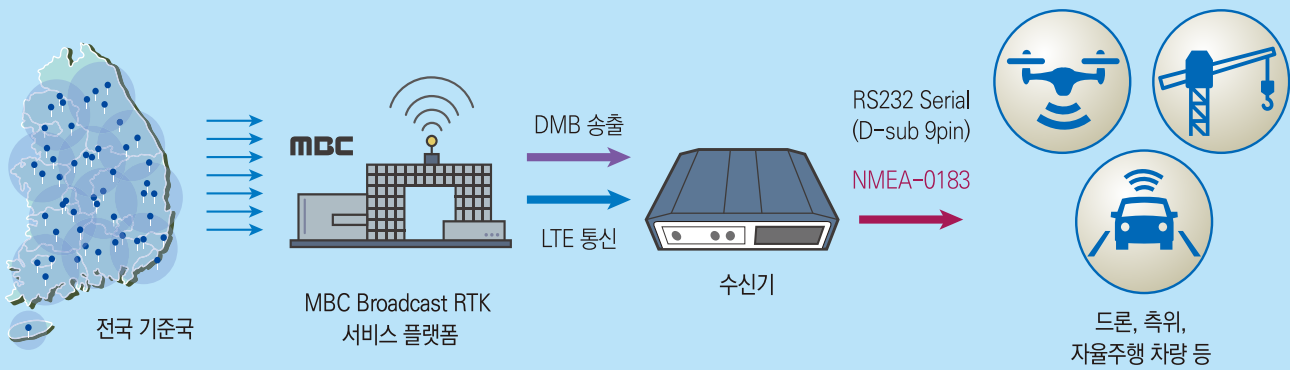 전국 기준국
MBC
MBC Broadcast RTK
서비스 플랫폼
DMB 송출
LTE 통신
수신기
RS232 Serial
(D-sub 9pin)
NMEA-0183
드론, 측위,
자율주행 차량 등